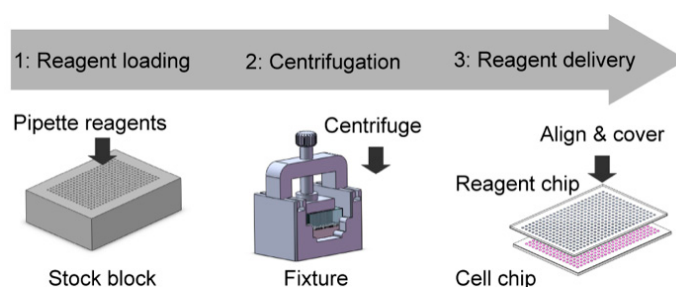 1: Reagent loading
2: Centrifugation
3: Reagent delivery
Pipette reagents
Stock block
Centrifuge
Fixture
Align & cover
Reagent chip
Cell chip